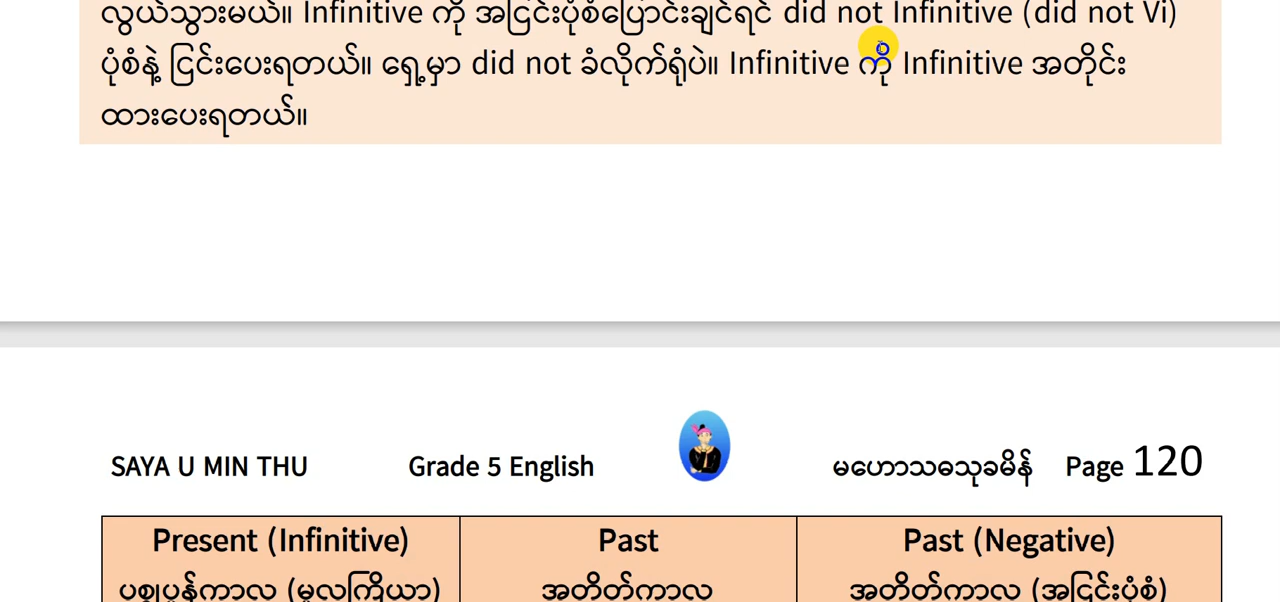 လွယ်သွားမယ်။ Infinitive ကို အငြင်းပုံစံပြောင်းချင်ရင် did not Infinitive (did not Vi)
ပုံစံနဲ့ ငြင်းပေးရတယ်။ ရှေ့မှာ did not ခံလိုက်ရုံပဲ။ Infinitive ကို Infinitive အတိုင်း
ထားပေးရတယ်။
SAYA U MIN THU Grade 5 English မဟောသဓသုခမိန် Page 120
Present (Infinitive) Past Past (Negative)
ပစ္စုပ္ပန်ကာလ (မူလကြိယာ) အတိတ်ကာလ အတိတ်ကာလ (အငြင်းပုံစံ)